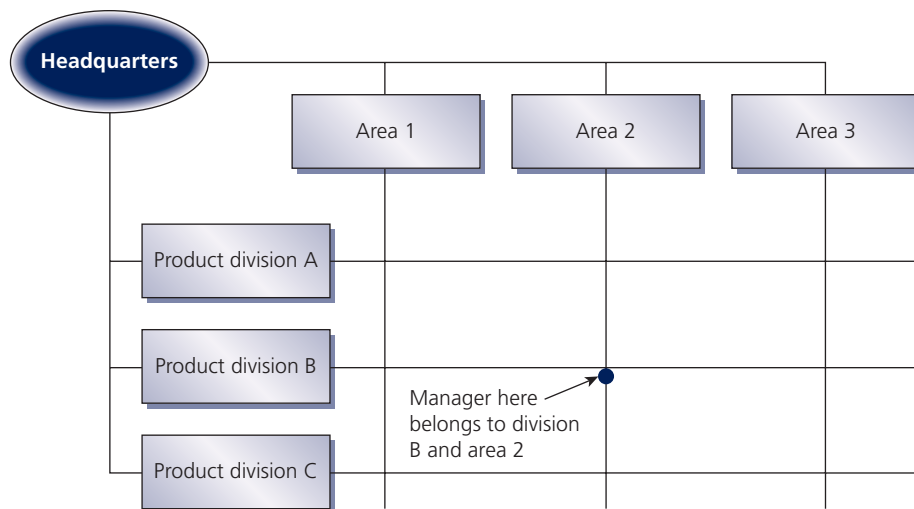 Headquarters
Area 1
Area 2
Area 3
Product division A
Product division B
Manager here
belongs to division
B and area 2
Product division C